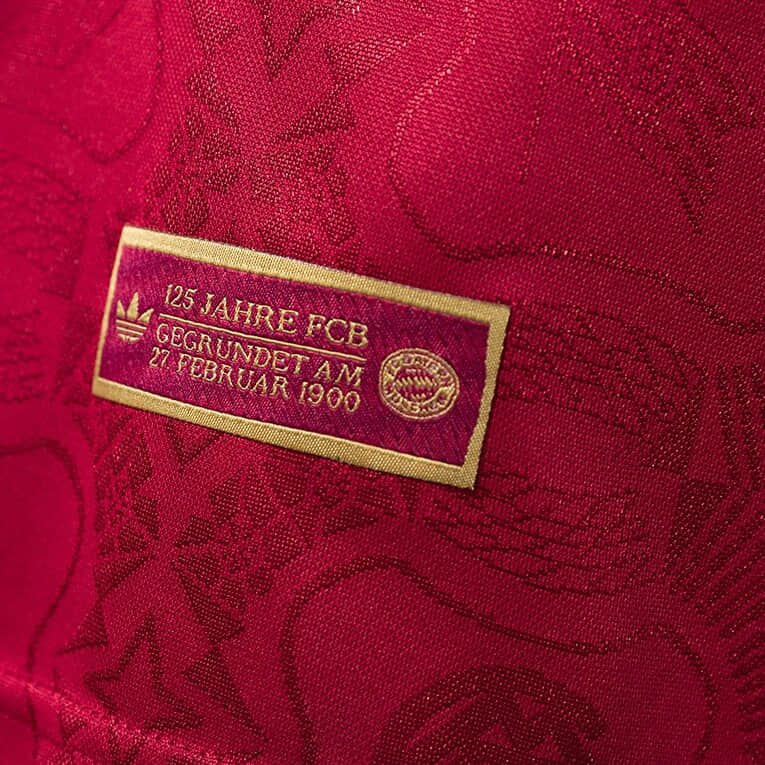 125 JAHRE FCB
GEGRUNDET AM
27 FEBRUAR 1900